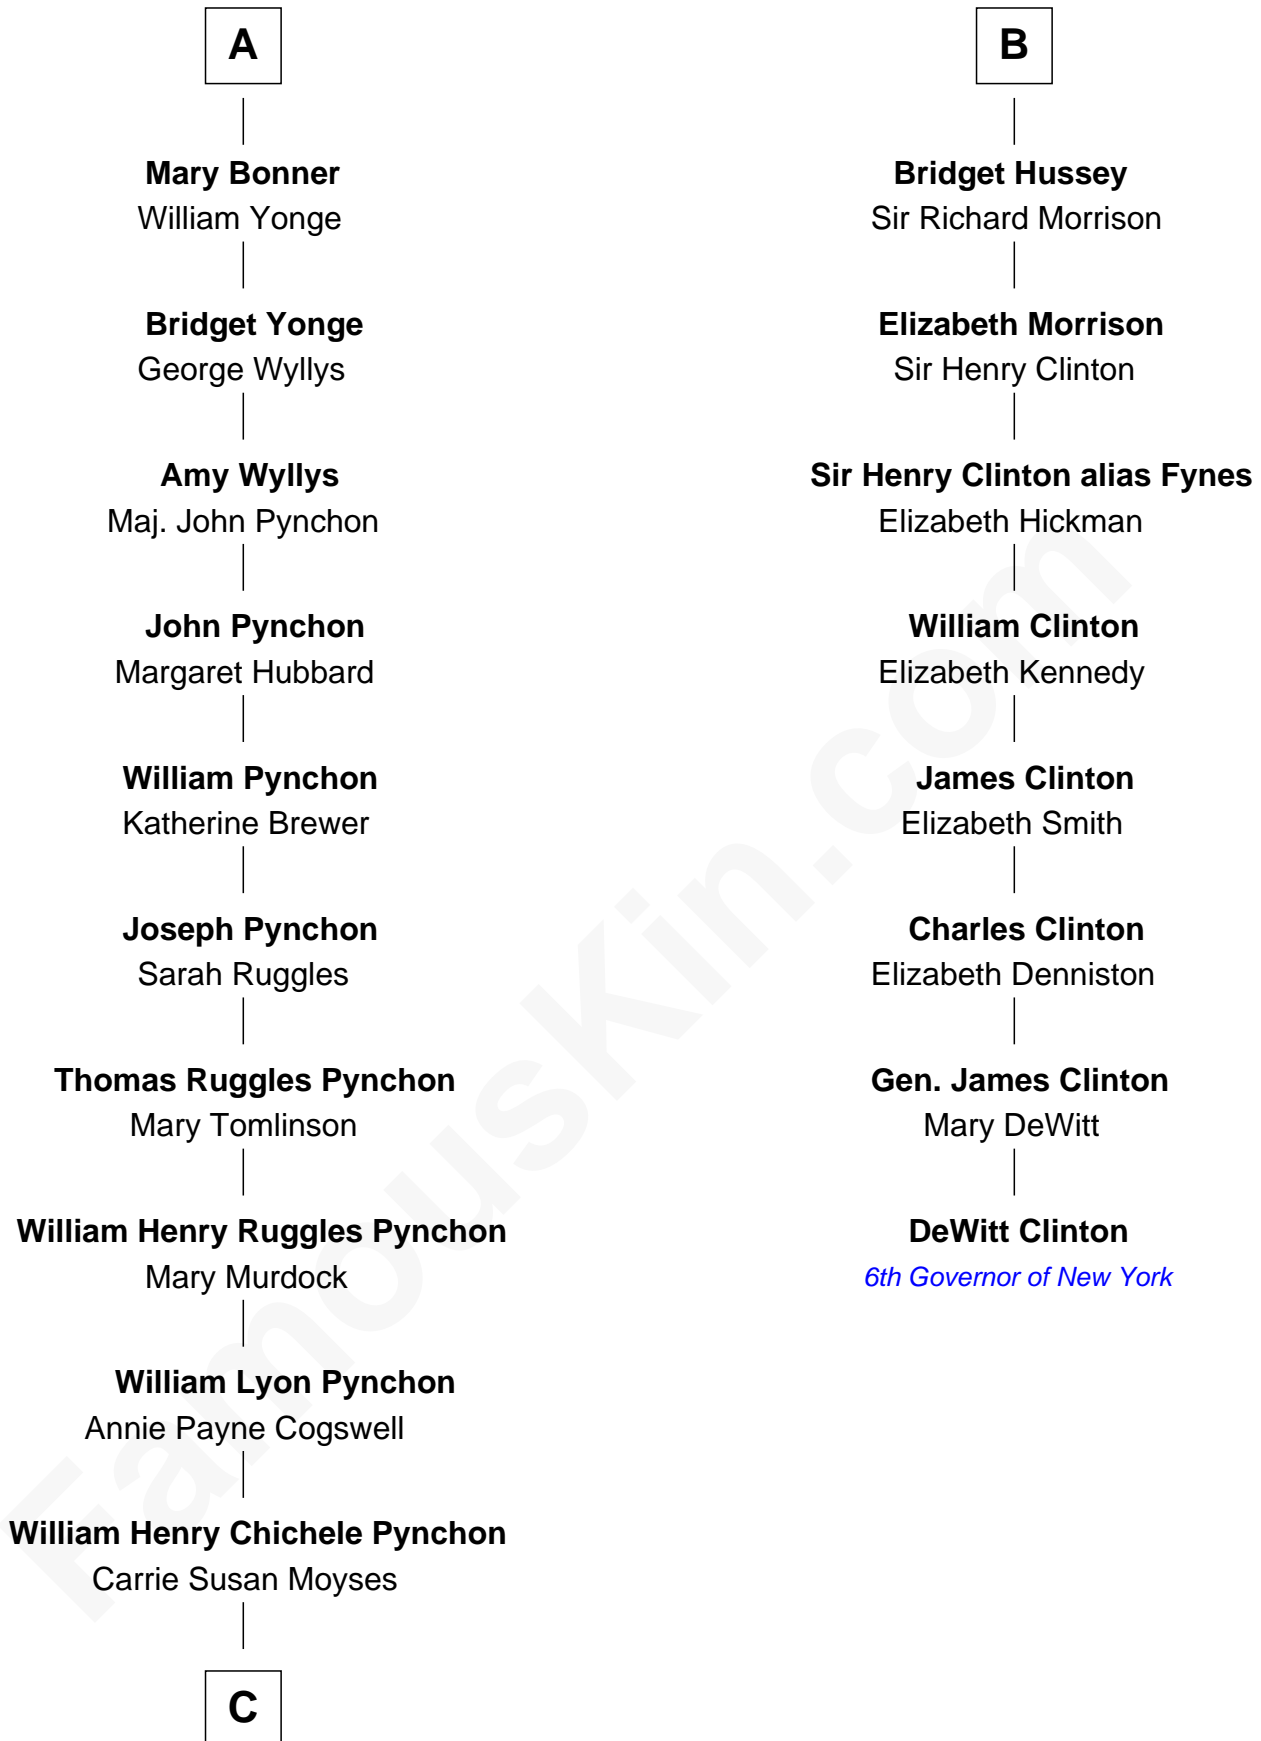 A
Mary Bonner
William Yonge
Bridget Yonge
George Wyllys
Amy Wyllys
Maj. John Pynchon
John Pynchon
Margaret Hubbard
William Pynchon
Katherine Brewer
Joseph Pynchon
Sarah Ruggles
Thomas Ruggles Pynchon
Mary Tomlinson
William Henry Ruggles Pynchon
Mary Murdock
William Lyon Pynchon
Annie Payne Cogswell
William Henry Chichele Pynchon
Carrie Susan Moyses
C
B
Bridget Hussey
Sir Richard Morrison
Elizabeth Morrison
Sir Henry Clinton
Sir Henry Clinton alias Fynes
Elizabeth Hickman
William Clinton
Elizabeth Kennedy
James Clinton
Elizabeth Smith
Charles Clinton
Elizabeth Denniston
Gen. James Clinton
Mary DeWitt
DeWitt Clinton
6th Governor of New York
FamousKin.com